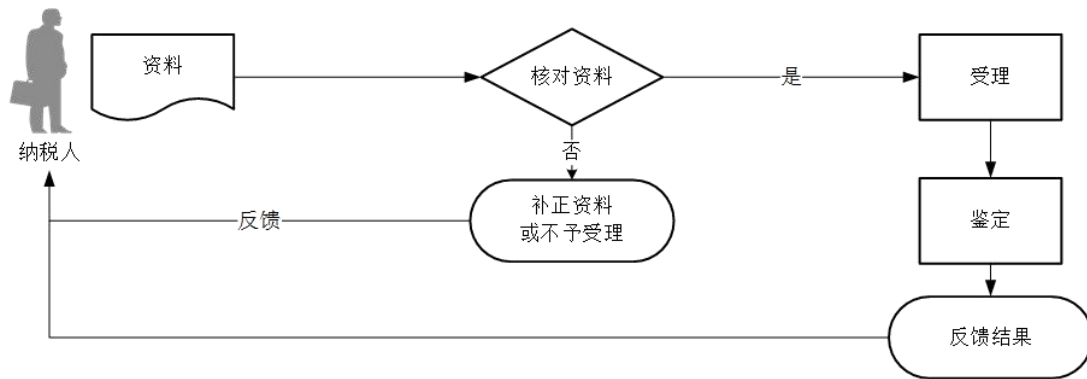 资料
核对资料
是
受理
纳税人
否
补正资料
或不予受理
反馈
鉴定
反馈结果